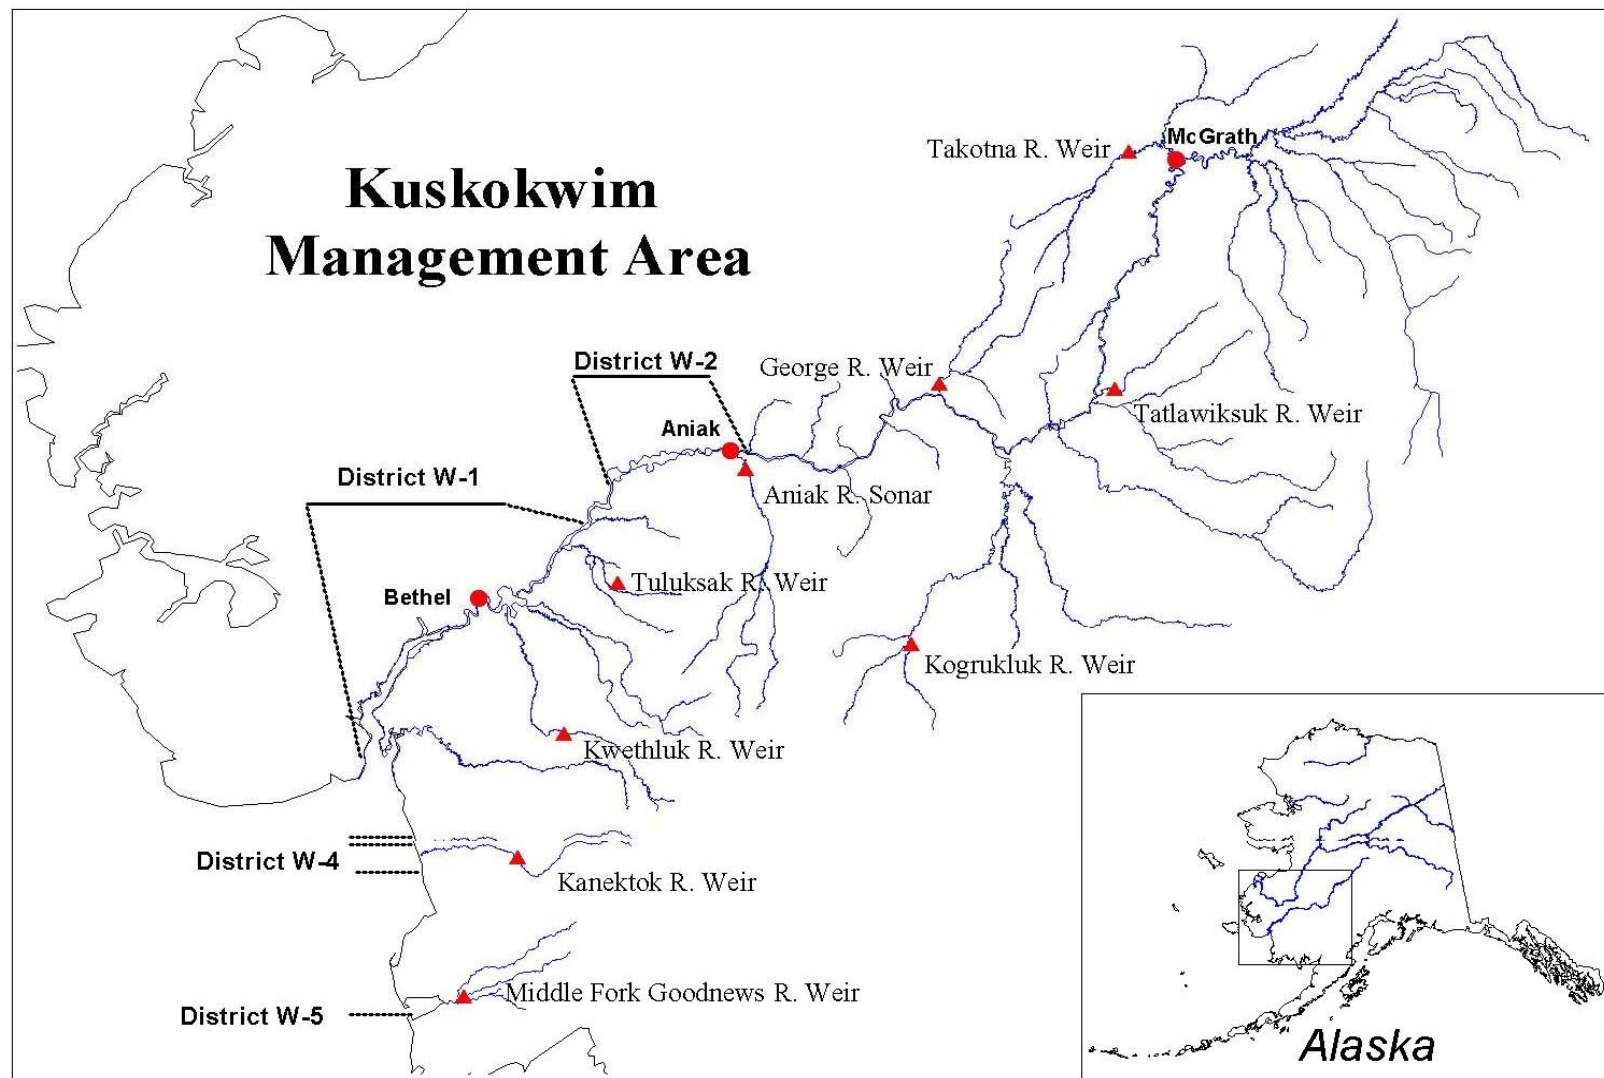 Kuskokwim
Management Area
McGrath
Takotna R. Weir
District W-2
George R. Weir
Tatlawiksuk R. Weir
Aniak
District W-1
Aniak R. Sonar
Tuluksak R. Weir
Bethel
Kogrukluk R. Weir
Kwethluk R. Weir
District W-4
Kanektok R. Weir
Middle Fork Goodnews R. Weir
District W-5
Alaska